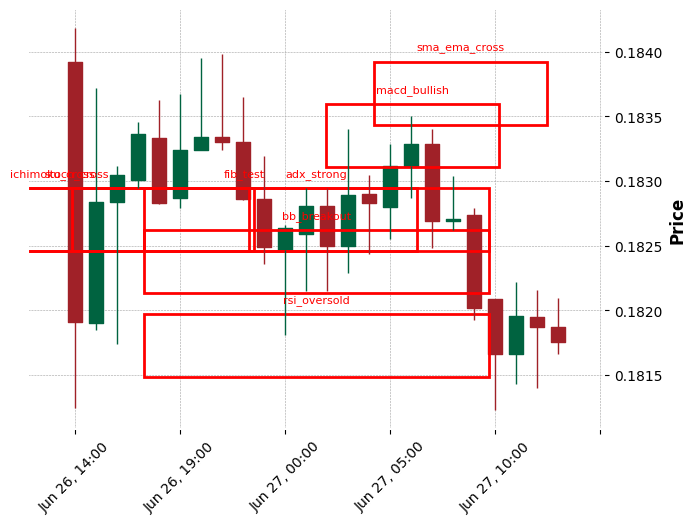 sma_ema_cross
0.1840
macd_bullish
0.1835
fib_test
adx_strong
0.1830
bb_breakout
0.1825
Price
rsi_oversold
0.1820
0.1815
Jun 26, 14:00
Jun 26, 19:00
Jun 27, 00:00
Jun 27, 05:00
Jun 27, 10:00